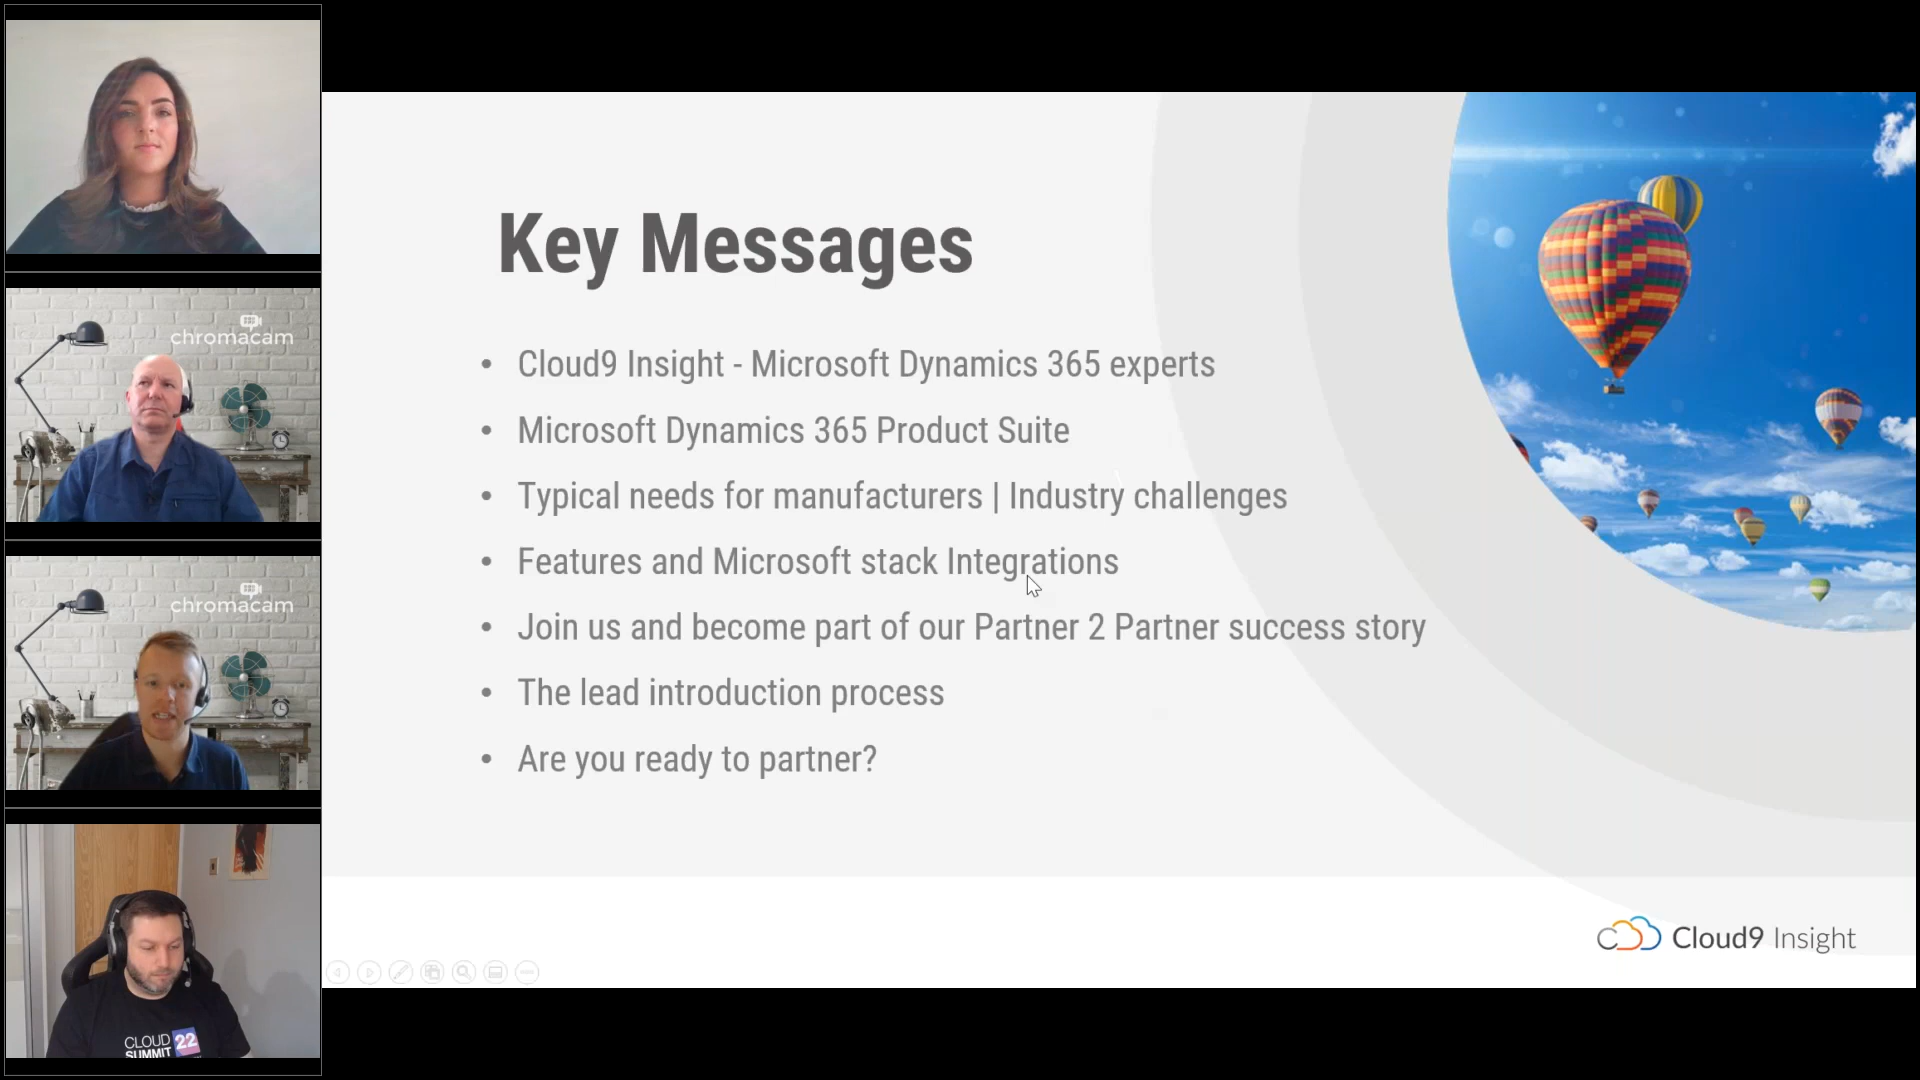 chromacam
chromacam
CLOUD
SUMMIT
22
Key Messages
• Cloud9 Insight - Microsoft Dynamics 365 experts
• Microsoft Dynamics 365 Product Suite
• Typical needs for manufacturers | Industry challenges
• Features and Microsoft stack Integrations
• Join us and become part of our Partner 2 Partner success story
• The lead introduction process
• Are you ready to partner?
Cloud9 Insight